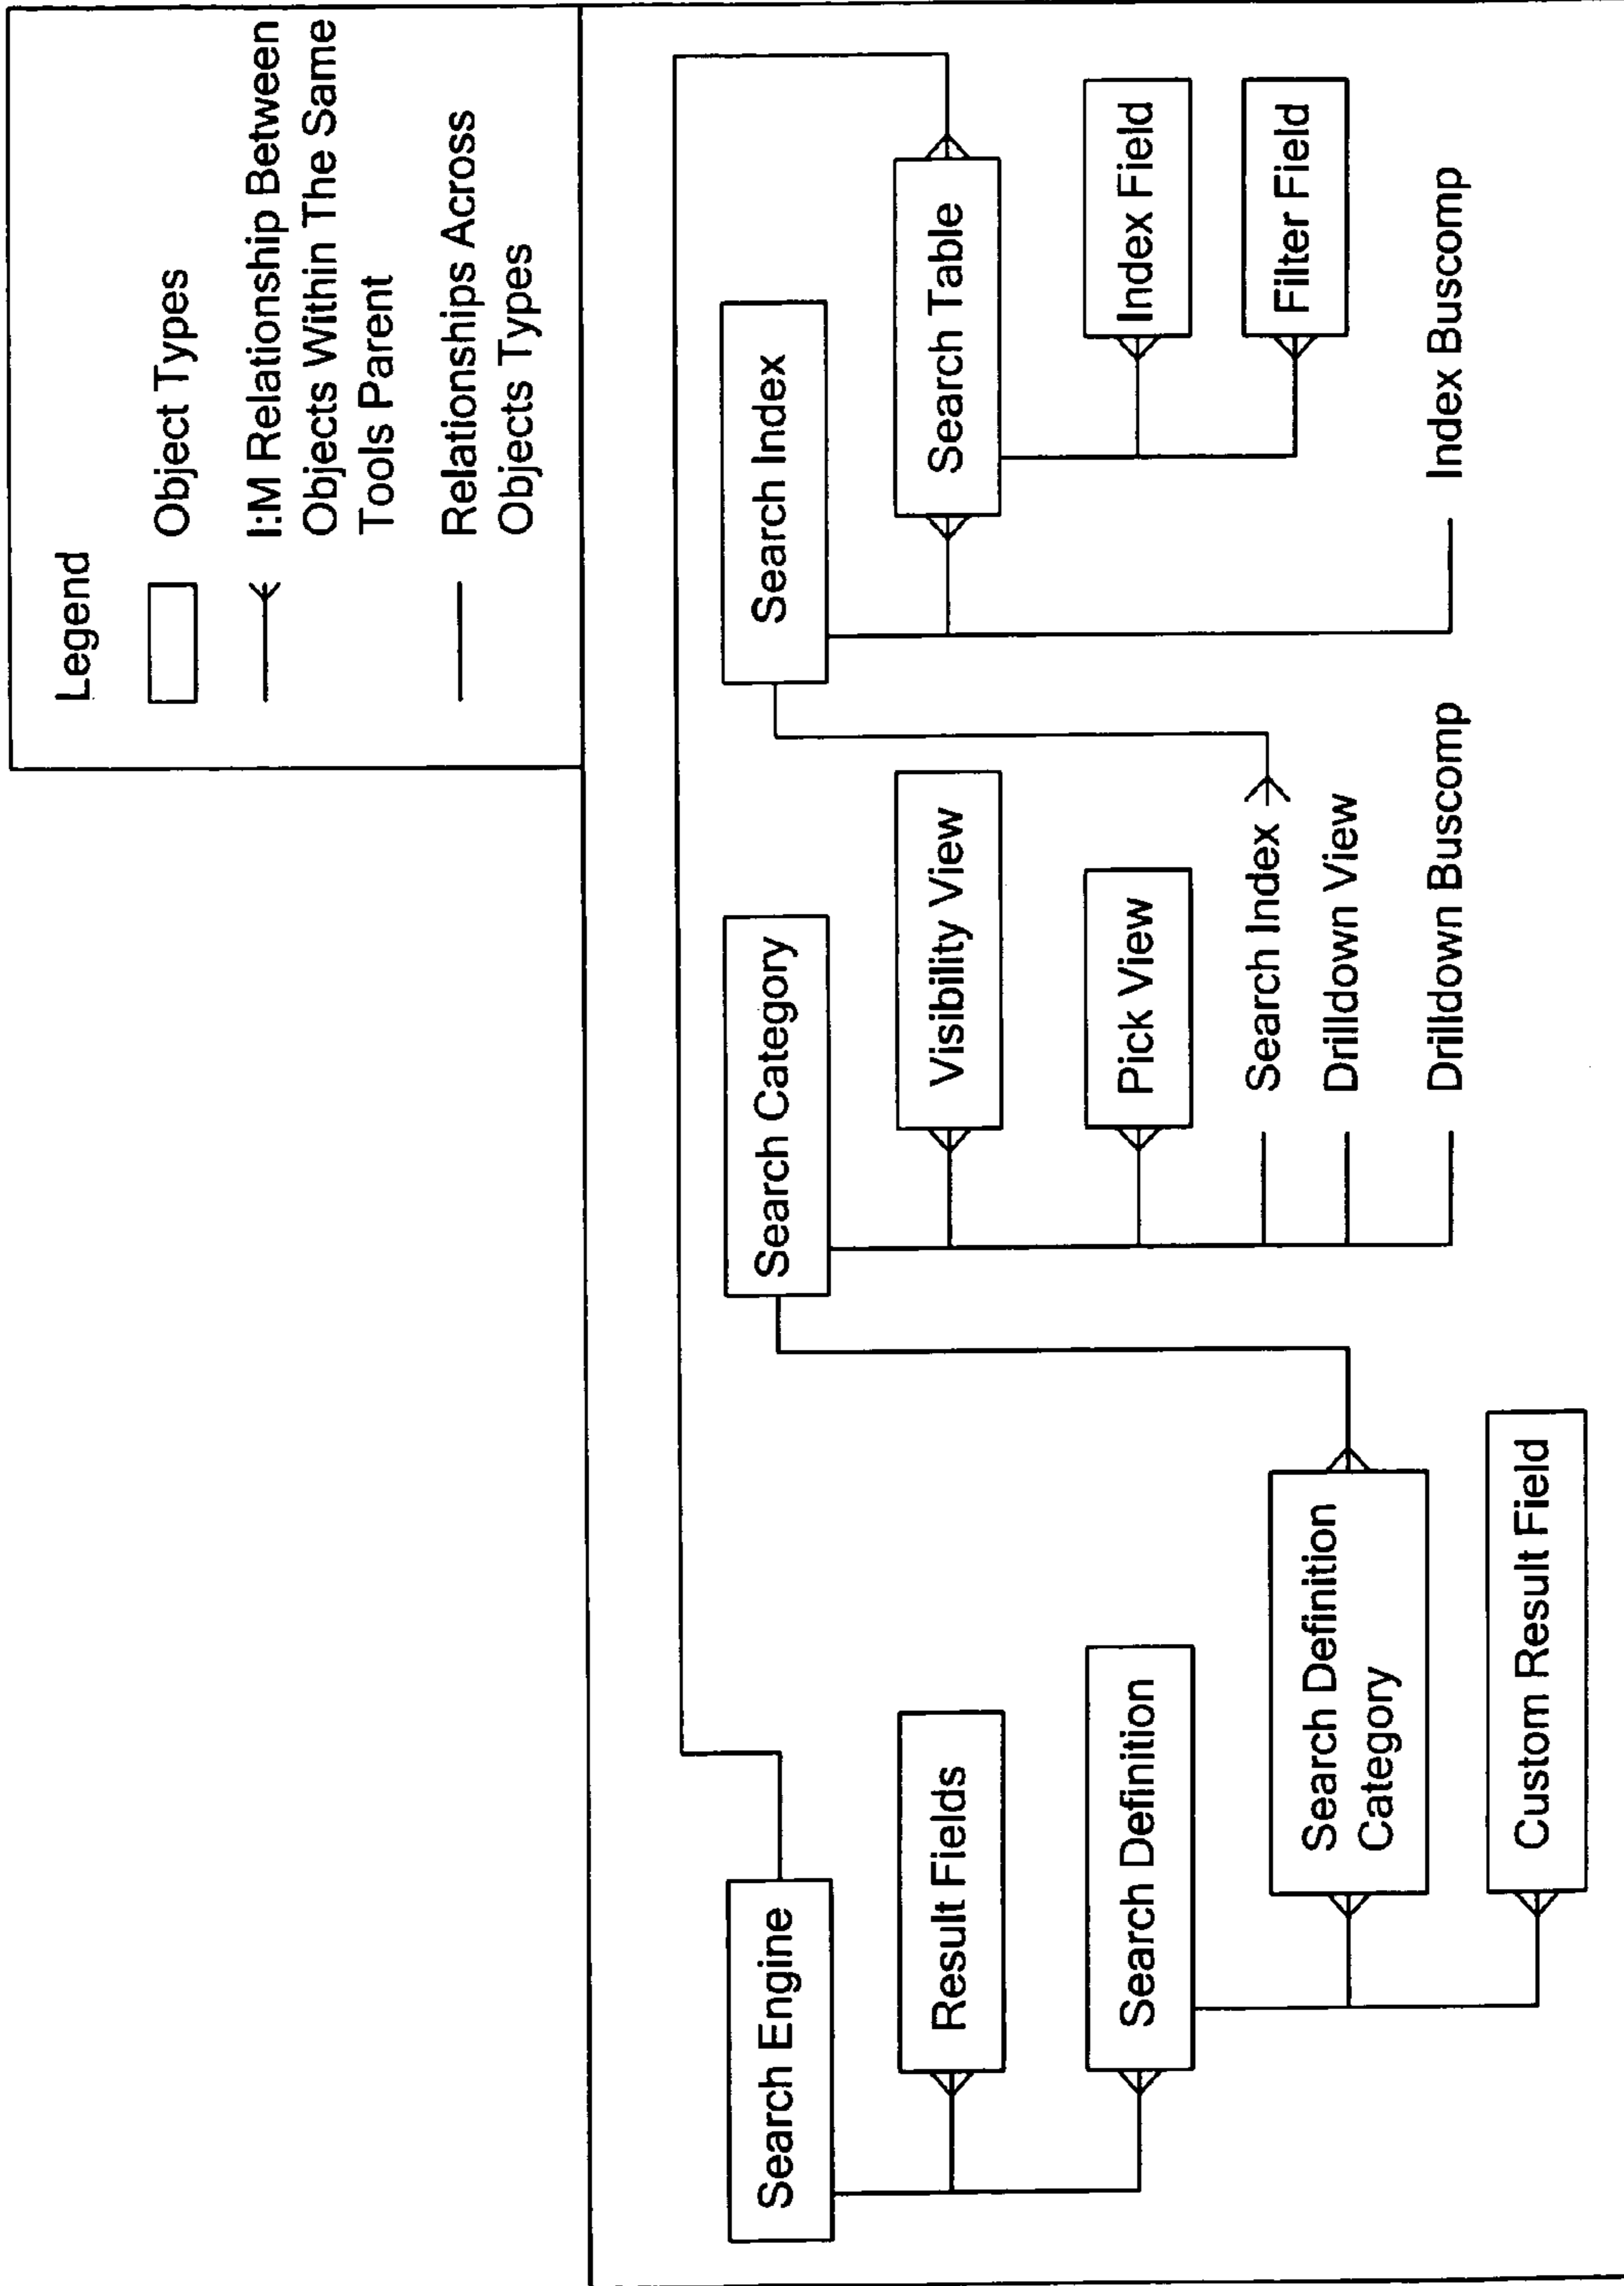 Legend
Object Types
I:M Relationship Between
Objects Within The Same
Tools Parent
Relationships Across
Objects Types
Search Engine
Result Fields
Search Definition
Search Definition
Category
Custom Result Field
Search Category
Visibility View
Pick View
Search Index
Drilldown View
Drilldown Buscomp
Search Index
Search Table
Index Field
Filter Field
Index Buscomp